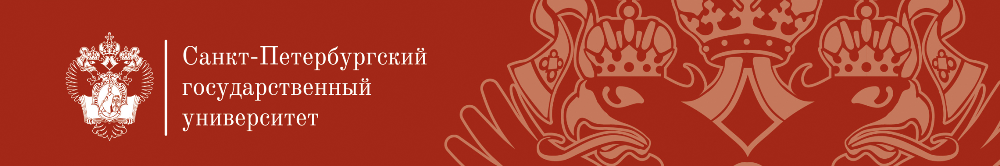 Санкт-Петербургский
государственный
университет